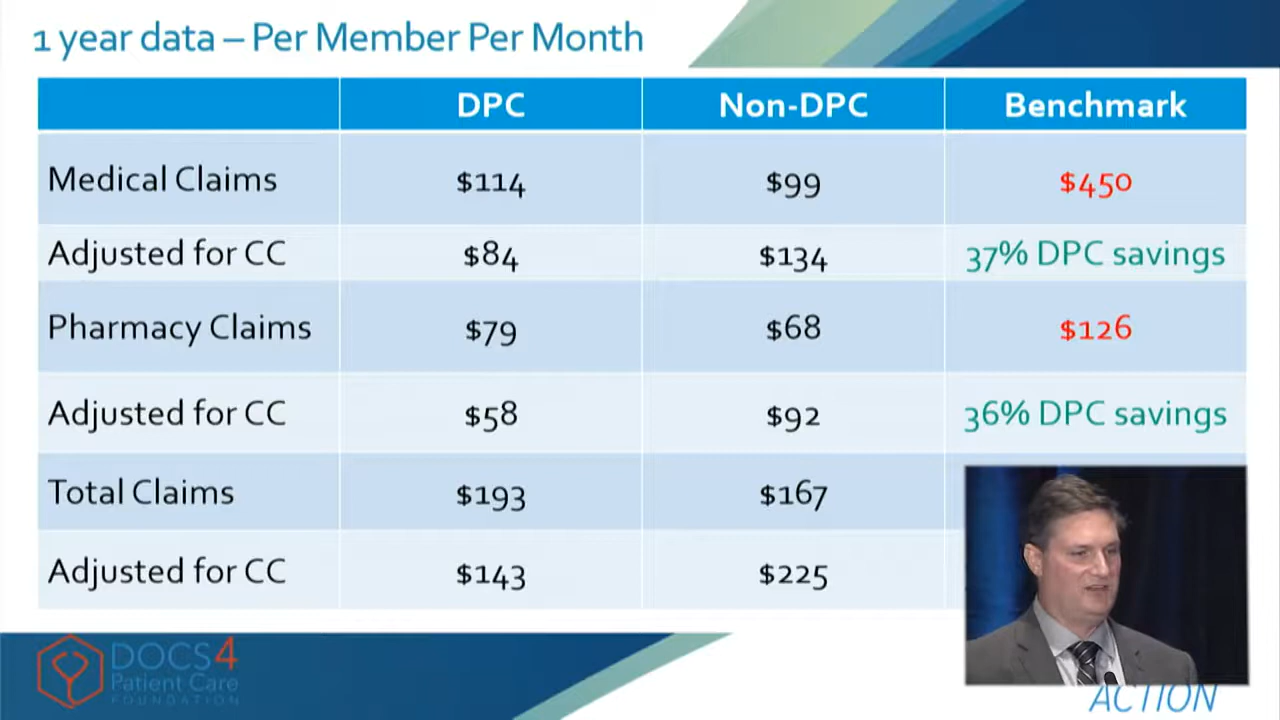 1 year data – Per Member Per Month
DPC Non-DPC Benchmark
Medical Claims $114 $99 $450
Adjusted for CC $84 $134 37% DPC savings
Pharmacy Claims $79 $68 $126
Adjusted for CC $58 $92 36% DPC savings
Total Claims $193 $167
Adjusted for CC $143 $225
DOCS4
Patient Care
FOUNDATION
ACTION